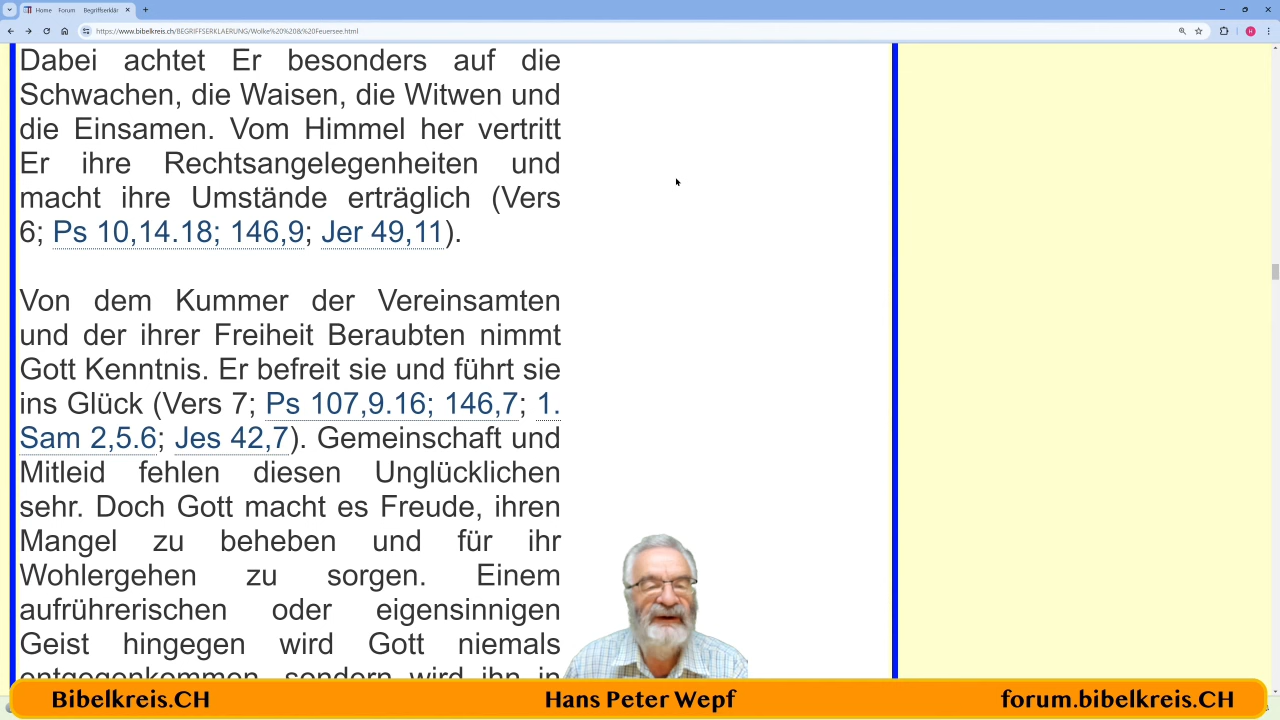 Home Forum Begriffserklär
https://www.bibelkreis.ch/BEGRIFFSERKLAERUNG/Wolke%20%20&%20Feuersee.html
Dabei achtet Er besonders auf die
Schwachen, die Waisen, die Witwen und
die Einsamen. Vom Himmel her vertritt
Er ihre Rechtsangelegenheiten und
macht ihre Umstände erträglich (Vers
6; Ps 10,14.18; 146,9; Jer 49,11).
Von dem Kummer der Vereinsamten
und der ihrer Freiheit Beraubten nimmt
Gott Kenntnis. Er befreit sie und führt sie
ins Glück (Vers 7; Ps 107,9.16; 146,7; 1.
Sam 2,5.6; Jes 42,7). Gemeinschaft und
Mitleid fehlen diesen Unglücklichen
sehr. Doch Gott macht es Freude, ihren
Mangel zu beheben und für ihr
Wohlergehen zu sorgen. Einem
aufrührerischen oder eigensinnigen
Geist hingegen wird Gott niemals
entgegenkommen, sondern wird ihn in
Bibelkreis.CH
Hans Peter Wepf
forum.bibelkreis.CH